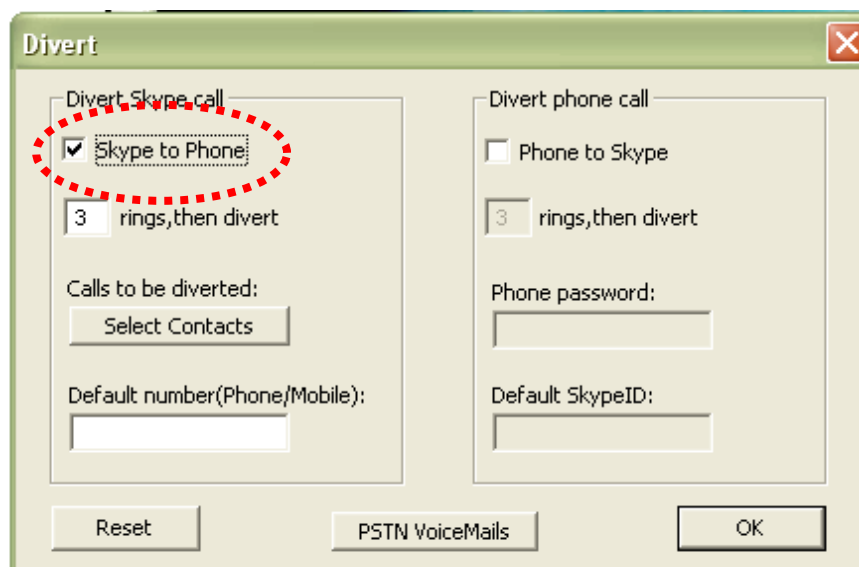 Divert
Divert Skype call
Skype to Phone
3 rings,then divert
Calls to be diverted:
Select Contacts
Default number(Phone/Mobile):
Divert phone call
Phone to Skype
3 rings,then divert
Phone password:
Default SkypeID:
Reset
PSTN VoiceMails
OK